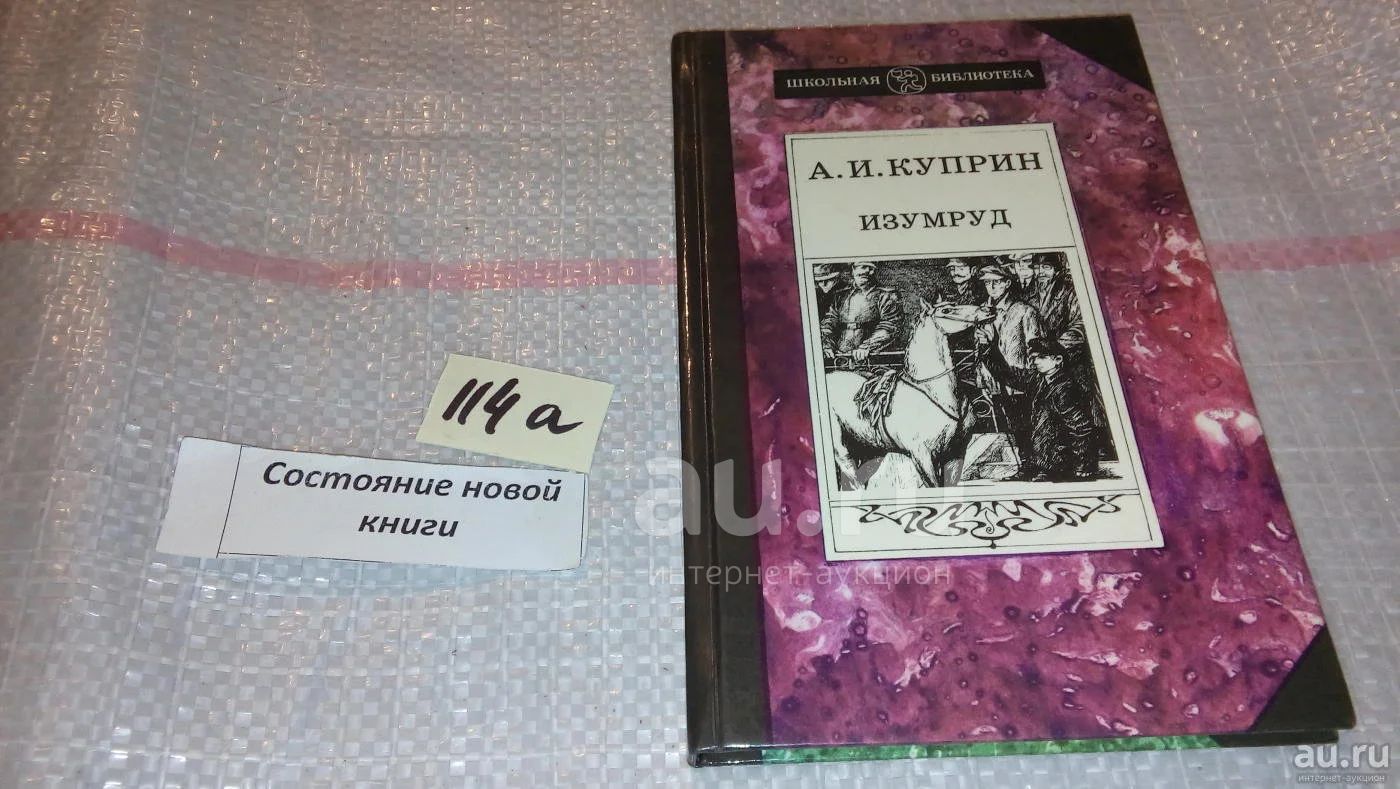 114 а
Состояние новой
книги
ШКОЛЬНАЯ БИБЛИОТЕКА
А.И.КУПРИН
ИЗУМРУД
au.ru
интернет-аукцион
au.ru
интернет-аукцион